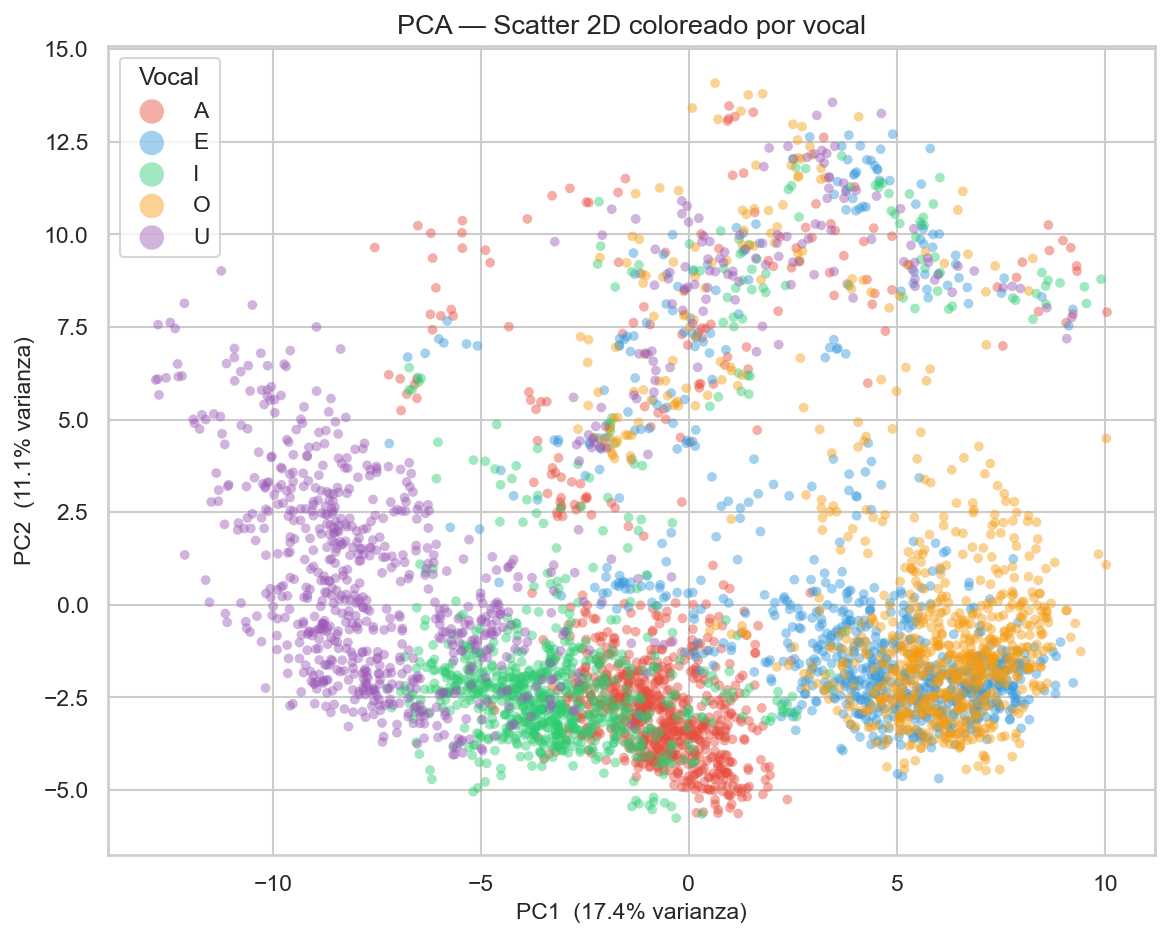 PCA — Scatter 2D coloreado por vocal
Vocal
A
E
I
O
U
15.0
12.5
10.0
7.5
5.0
2.5
0.0
−2.5
−5.0
PC2  (11.1% varianza)
−10
−5
0
5
10
PC1  (17.4% varianza)